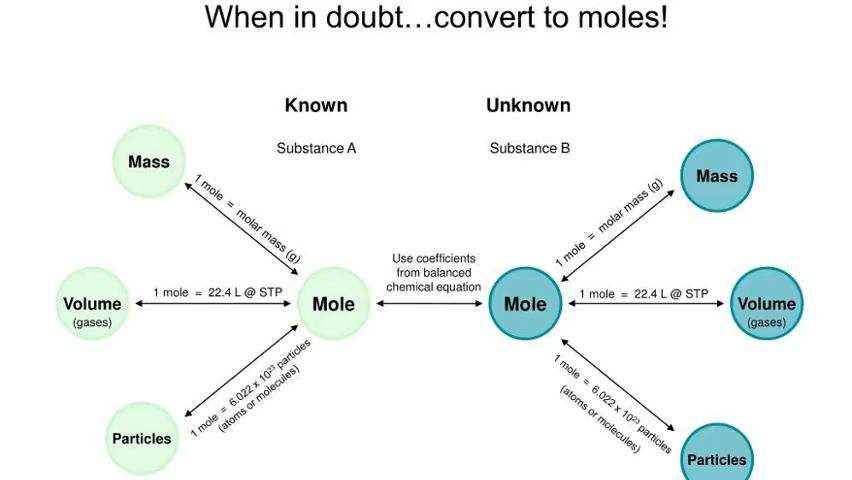 When in doubt…convert to moles!
Known
Unknown
Substance A
Substance B
Mass
1 mole = molar mass (g)
1 mole = molar mass (g)
Mass
Use coefficients
from balanced
chemical equation
Volume
(gases)
1 mole = 22.4 L @ STP
Mole
Mole
1 mole = 22.4 L @ STP
Volume
(gases)
Particles
1 mole = 6.022 x 10²³ particles
(atoms or molecules)
1 mole = 6.022 x 10²³ particles
(atoms or molecules)
Particles